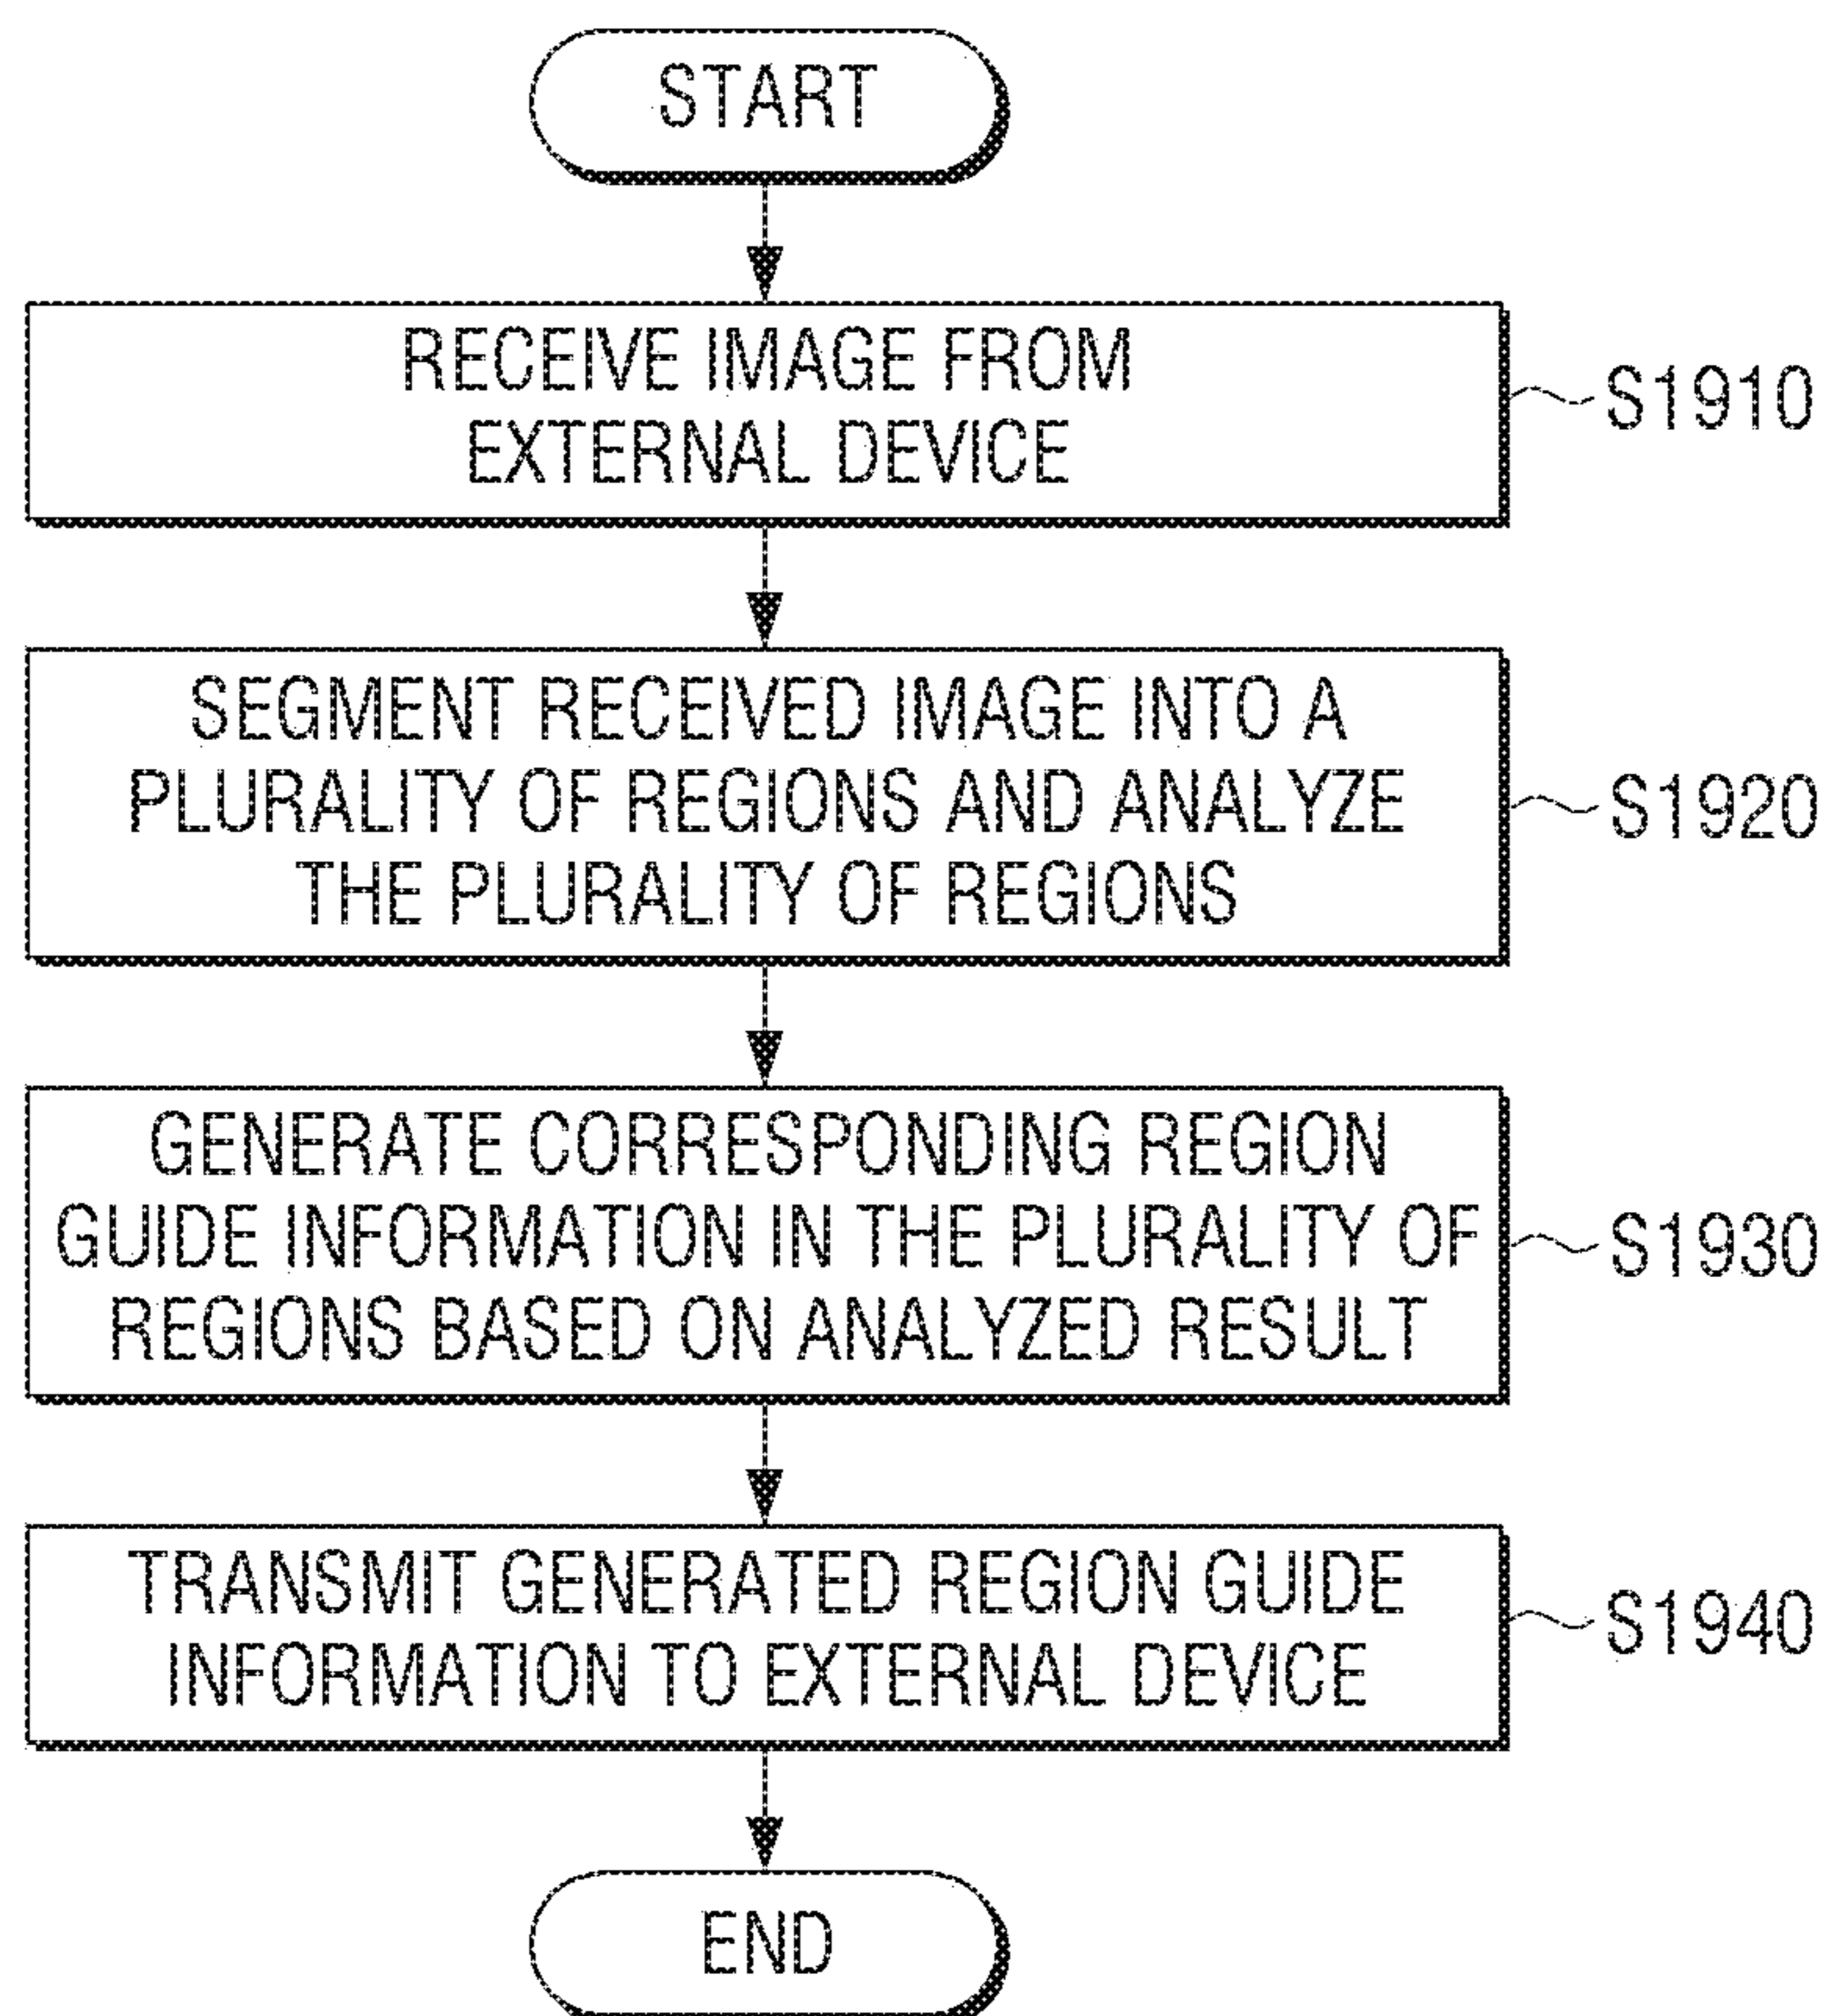 START
RECEIVE IMAGE FROM
EXTERNAL DEVICE
S1910
SEGMENT RECEIVED IMAGE INTO A
PLURALITY OF REGIONS AND ANALYZE
THE PLURALITY OF REGIONS
S1920
GENERATE CORRESPONDING REGION
GUIDE INFORMATION IN THE PLURALITY OF
REGIONS BASED ON ANALYZED RESULT
S1930
TRANSMIT GENERATED REGION GUIDE
INFORMATION TO EXTERNAL DEVICE
S1940
END